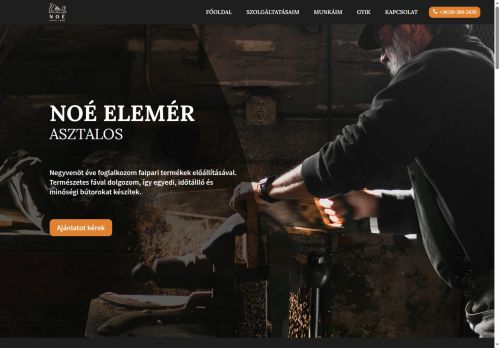 NOÉ
FŐOLDAL
SZOLGÁLTATÁSAIM
MUNKÁIM
GYIK
KAPCSOLAT
NOÉ ELEMÉR
ASZTALOS
Negyvenöt éve foglalkozom faipari termékek előállításával.
Természetes fával dolgozom, így egyedi, időtálló és
minőségi bútorokat készítek.
Ajánlatot kérek